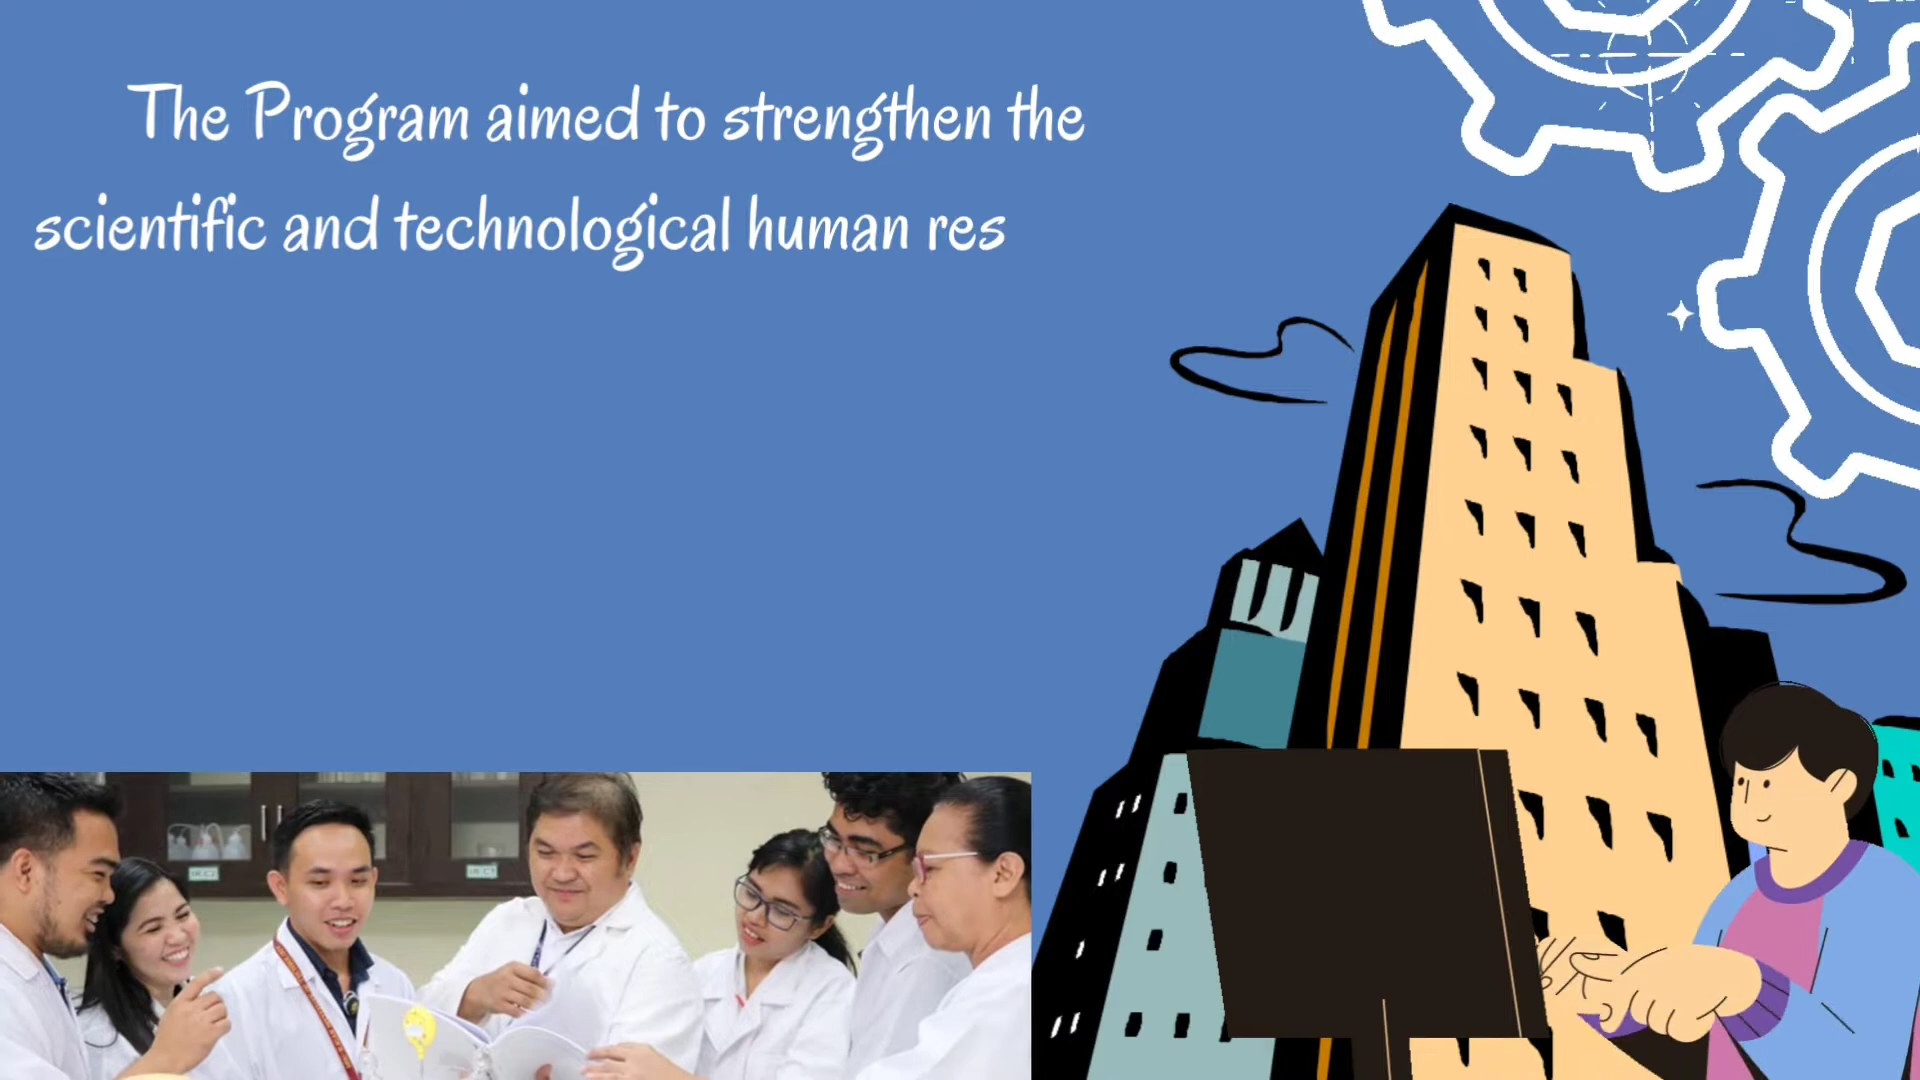 The Program aimed to strengthen the
scientific and technological human res